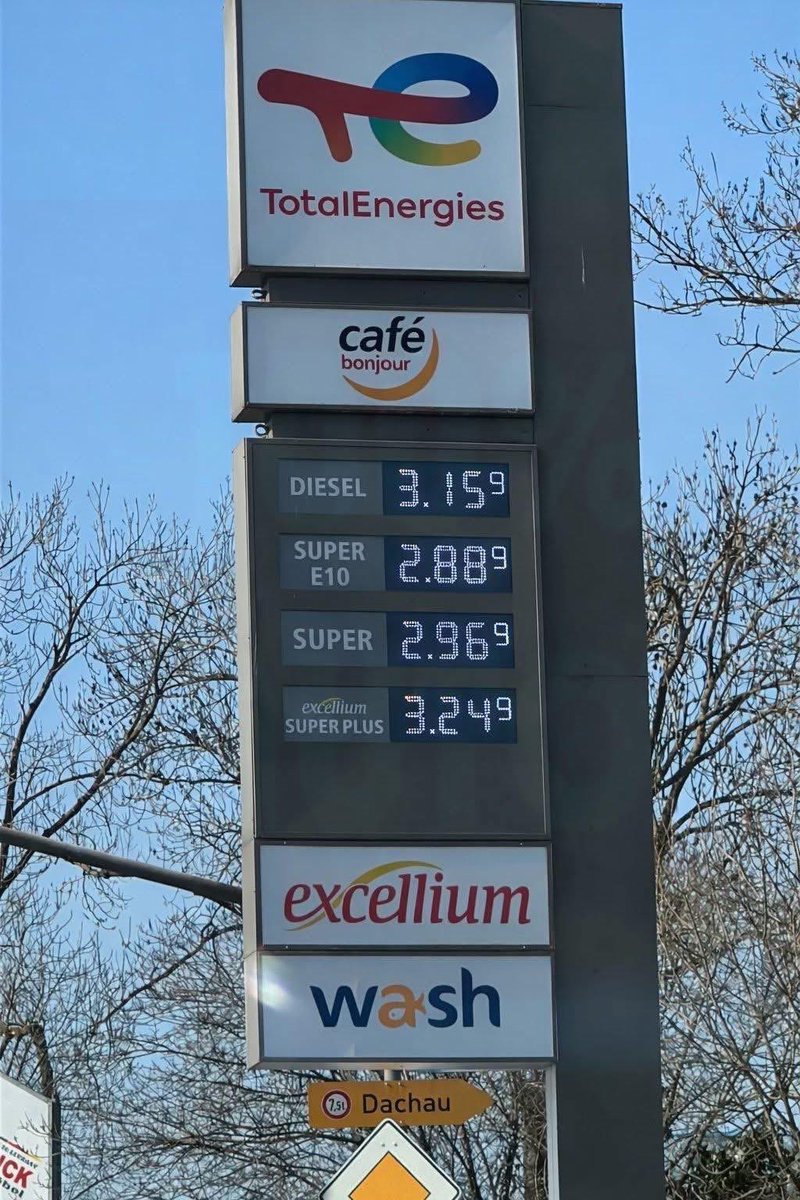 TotalEnergies
café
bonjour
DIESEL 3.15⁹
SUPER
E10 2.88⁹
SUPER 2.96⁹
excellium
SUPER PLUS 3.24⁹
excellium
wash
7,5t Dachau